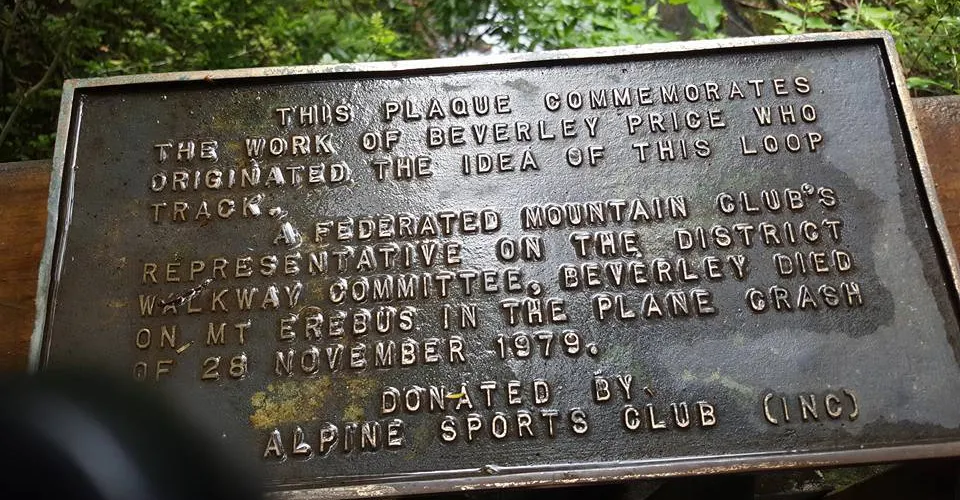 THIS PLAQUE COMMEMORATES
THE WORK OF BEVERLEY PRICE WHO
ORIGINATED THE IDEA OF THIS LOOP
TRACK.
A FEDERATED MOUNTAIN CLUB'S
REPRESENTATIVE ON THE DISTRICT
WALKWAY COMMITTEE, BEVERLEY DIED
ON MT EREBUS IN THE PLANE CRASH
OF 28 NOVEMBER 1979.
DONATED BY
ALPINE SPORTS CLUB (INC)